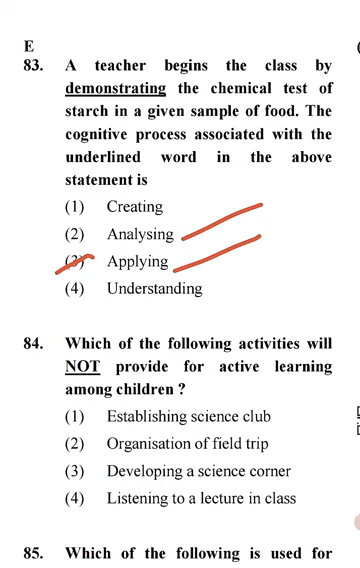 E
83. A teacher begins the class by
demonstrating the chemical test of
starch in a given sample of food. The
cognitive process associated with the
underlined word in the above
statement is
(1) Creating
(2) Analysing
(3) Applying
(4) Understanding
84. Which of the following activities will
NOT provide for active learning
among children ?
(1) Establishing science club
(2) Organisation of field trip
(3) Developing a science corner
(4) Listening to a lecture in class
85. Which of the following is used for